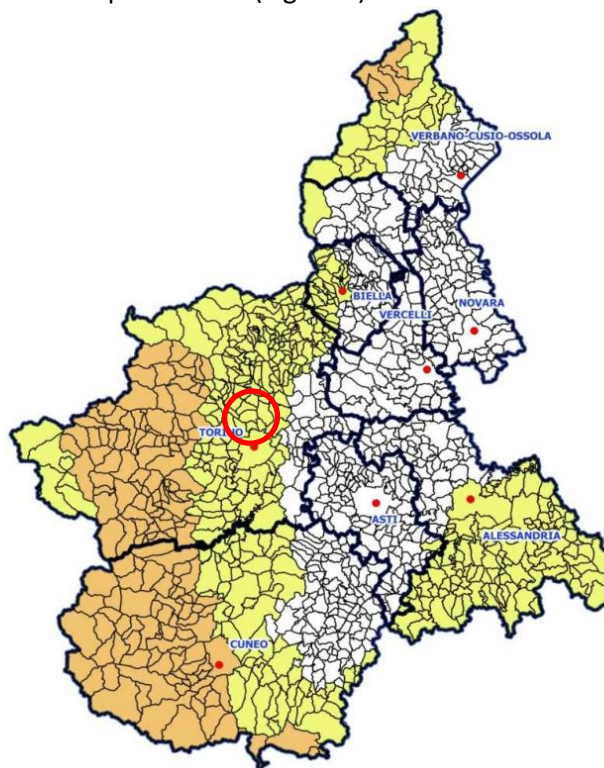 VERBANO-CUSIO-OSSOLA
BIELLA
NOVARA
VERCELLI
TORINO
ASTI
ALESSANDRIA
CUNEO